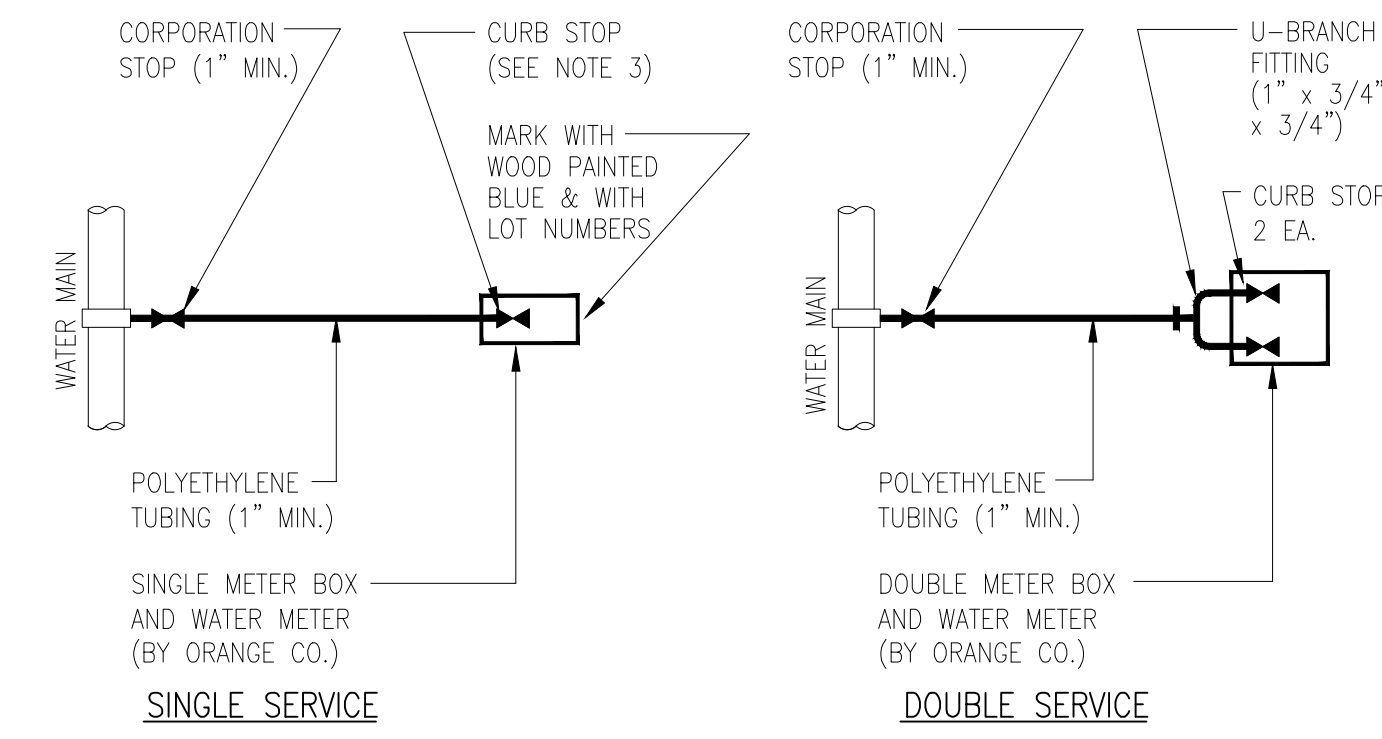 CORPORATION
STOP (1” MIN.)
CURB STOP
(SEE NOTE 3)
MARK WITH
WOOD PAINTED
BLUE & WITH
LOT NUMBERS
WATER MAIN
POLYETHYLENE
TUBING (1” MIN.)
SINGLE METER BOX
AND WATER METER
(BY ORANGE CO.)
SINGLE SERVICE
CORPORATION
STOP (1” MIN.)
U-BRANCH
FITTING
(1” x 3/4”
x 3/4”)
CURB STOP
2 EA.
WATER MAIN
POLYETHYLENE
TUBING (1” MIN.)
DOUBLE METER BOX
AND WATER METER
(BY ORANGE CO.)
DOUBLE SERVICE